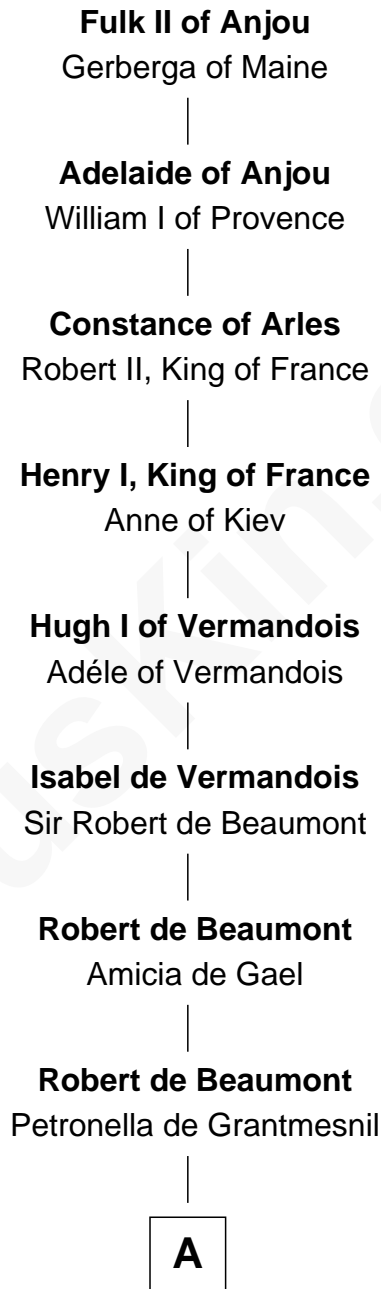 Fulk II of Anjou
Gerberga of Maine
Adelaide of Anjou
William I of Provence
Constance of Arles
Robert II, King of France
Henry I, King of France
Anne of Kiev
Hugh I of Vermandois
Adéle of Vermandois
Isabel de Vermandois
Sir Robert de Beaumont
Robert de Beaumont
Amicia de Gael
Robert de Beaumont
Petronella de Grantmesnil
A